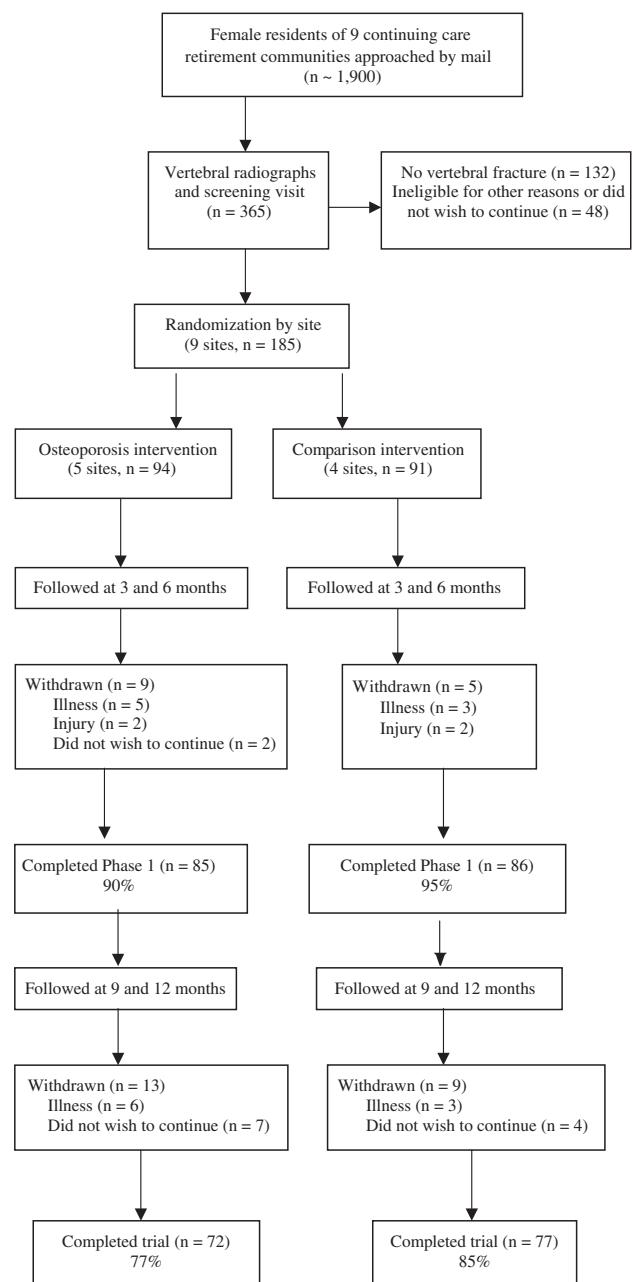 Female residents of 9 continuing care
retirement communities approached by mail
(n ~ 1,900)
Vertebral radiographs
and screening visit
(n = 365)
No vertebral fracture (n = 132)
Ineligible for other reasons or did
not wish to continue (n = 48)
Randomization by site
(9 sites, n = 185)
Osteoporosis intervention
(5 sites, n = 94)
Comparison intervention
(4 sites, n = 91)
Followed at 3 and 6 months
Followed at 3 and 6 months
Withdrawn (n = 9)
Illness (n = 5)
Injury (n = 2)
Did not wish to continue (n = 2)
Withdrawn (n = 5)
Illness (n = 3)
Injury (n = 2)
Completed Phase 1 (n = 85)
90%
Completed Phase 1 (n = 86)
95%
Followed at 9 and 12 months
Followed at 9 and 12 months
Withdrawn (n = 13)
Illness (n = 6)
Did not wish to continue (n = 7)
Withdrawn (n = 9)
Illness (n = 3)
Did not wish to continue (n = 4)
Completed trial (n = 72)
77%
Completed trial (n = 77)
85%